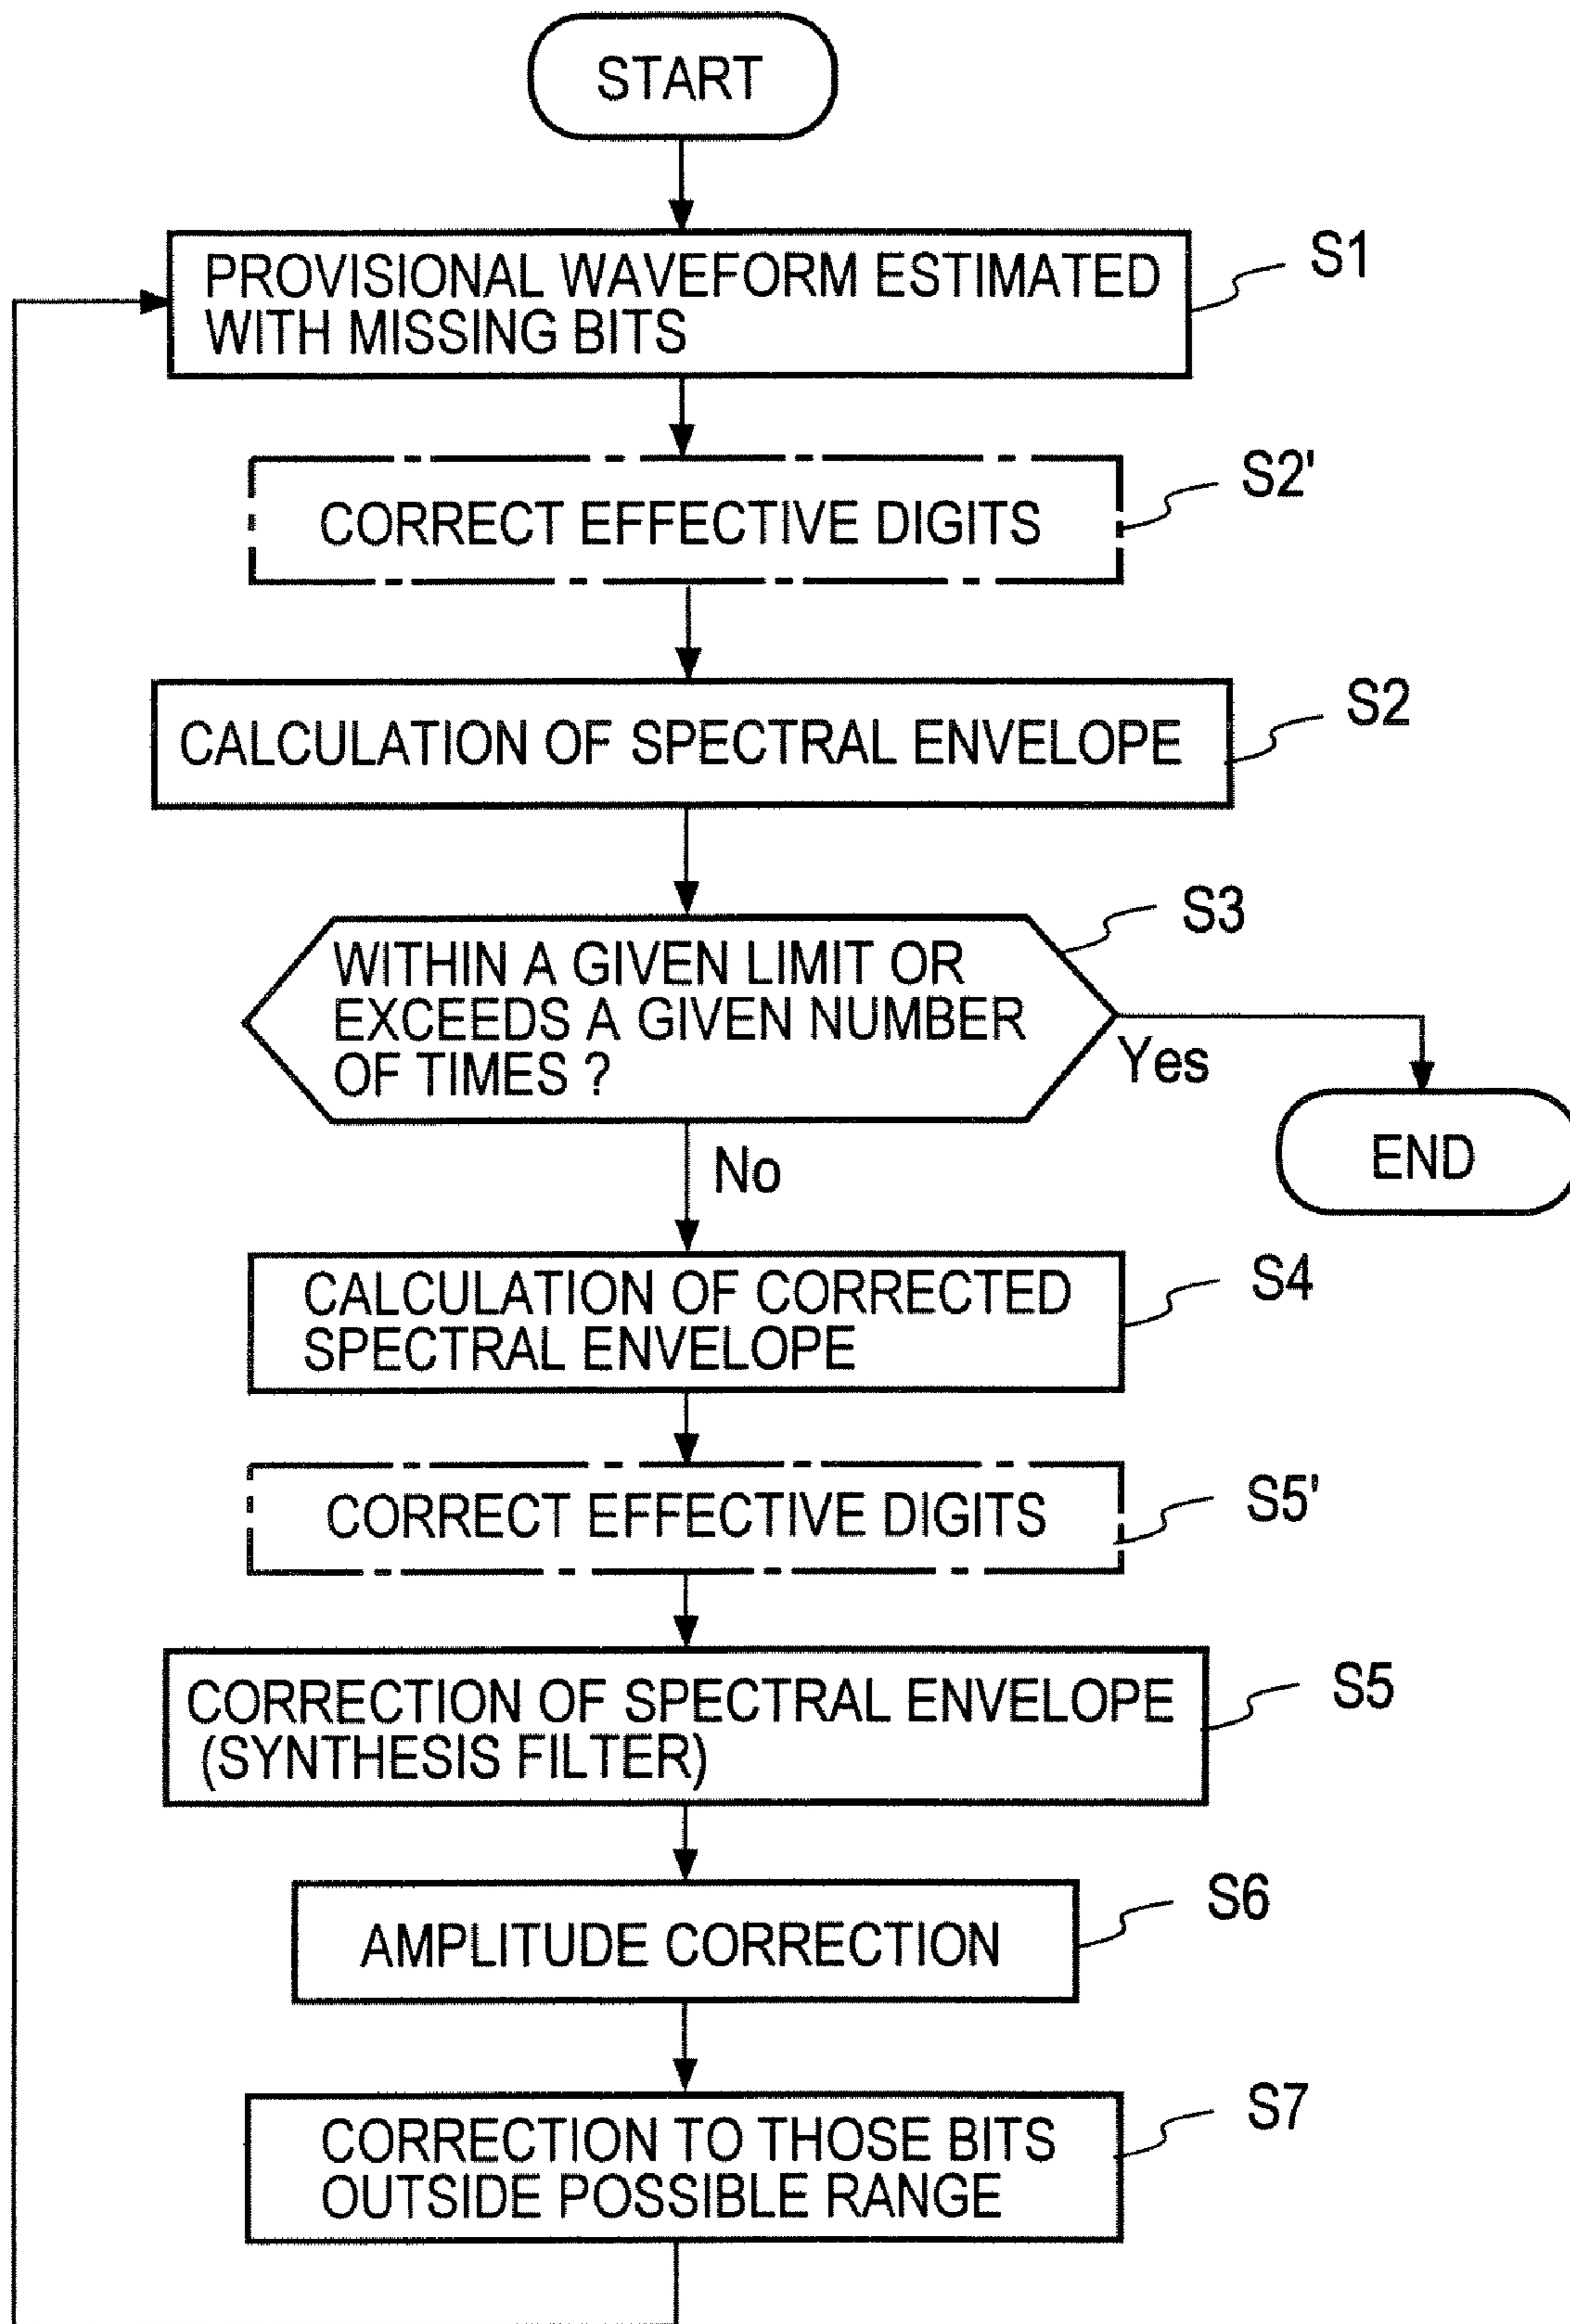 START
PROVISIONAL WAVEFORM ESTIMATED
WITH MISSING BITS
S1
CORRECT EFFECTIVE DIGITS
S2'
CALCULATION OF SPECTRAL ENVELOPE
S2
WITHIN A GIVEN LIMIT OR
EXCEEDS A GIVEN NUMBER
OF TIMES ?
S3
Yes
END
No
CALCULATION OF CORRECTED
SPECTRAL ENVELOPE
S4
CORRECT EFFECTIVE DIGITS
S5'
CORRECTION OF SPECTRAL ENVELOPE
(SYNTHESIS FILTER)
S5
AMPLITUDE CORRECTION
S6
CORRECTION TO THOSE BITS
OUTSIDE POSSIBLE RANGE
S7